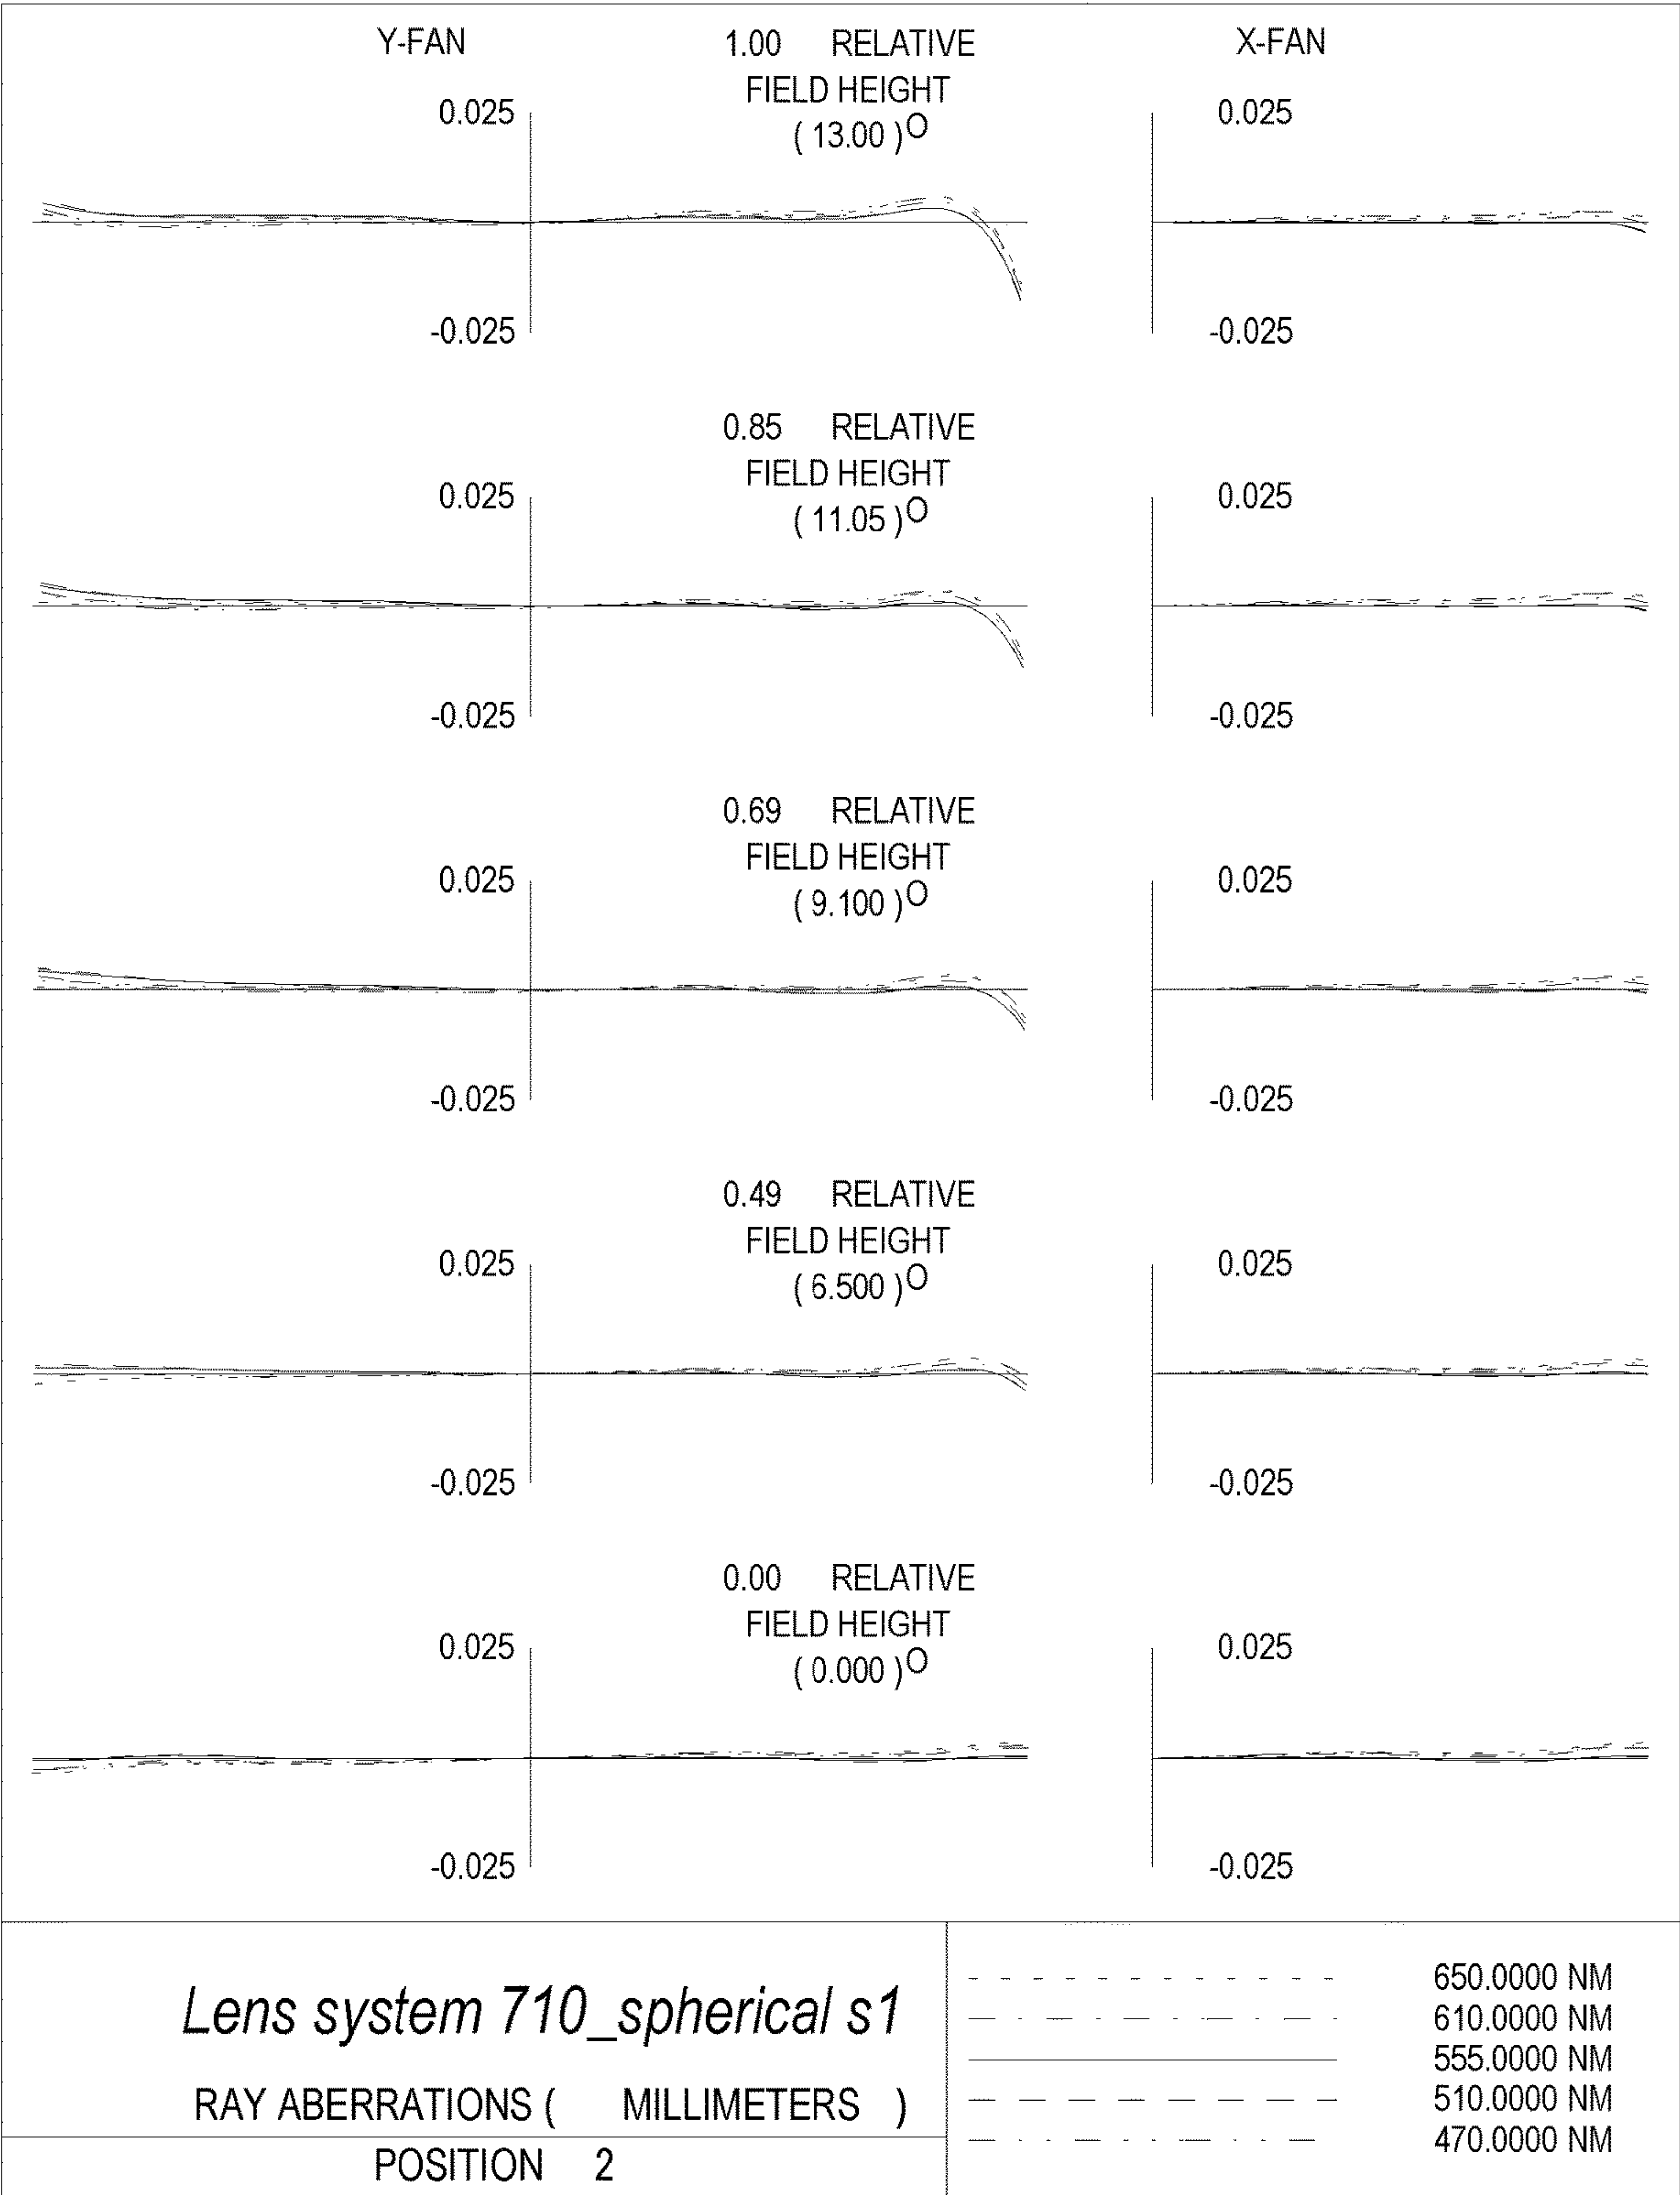 Y-FAN 1.00 RELATIVE X-FAN
FIELD HEIGHT
0.025 ( 13.00 )O 0.025
-0.025 -0.025
0.85 RELATIVE
FIELD HEIGHT
0.025 ( 11.05 )O 0.025
-0.025 -0.025
0.69 RELATIVE
FIELD HEIGHT
0.025 ( 9.100 )O 0.025
-0.025 -0.025
0.49 RELATIVE
FIELD HEIGHT
0.025 ( 6.500 )O 0.025
-0.025 -0.025
0.00 RELATIVE
FIELD HEIGHT
0.025 ( 0.000 )O 0.025
-0.025 -0.025
Lens system 710_spherical s1
RAY ABERRATIONS ( MILLIMETERS )
POSITION 2
650.0000 NM
610.0000 NM
555.0000 NM
510.0000 NM
470.0000 NM